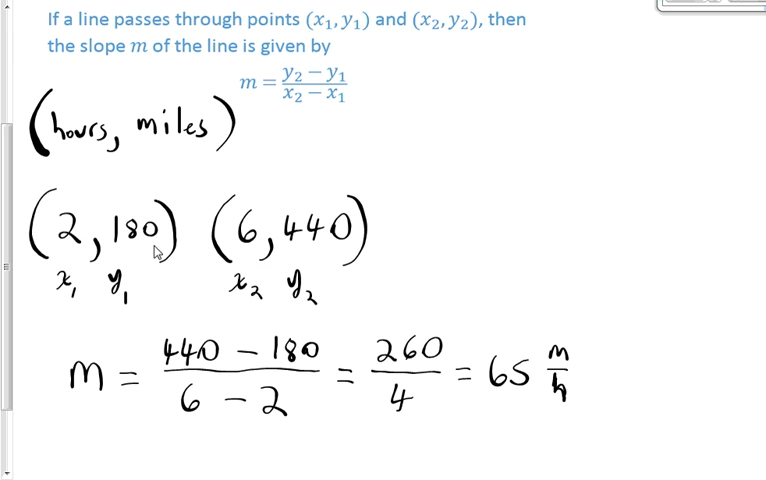 If a line passes through points (x₁, y₁) and (x₂, y₂), then
the slope m of the line is given by
m = (y₂ − y₁)/(x₂ − x₁)
(hours, miles)
(2, 180) (6, 440)
x₁ y₁ x₂ y₂
m = (440 − 180)/(6 − 2) = 260/4 = 65 m/h